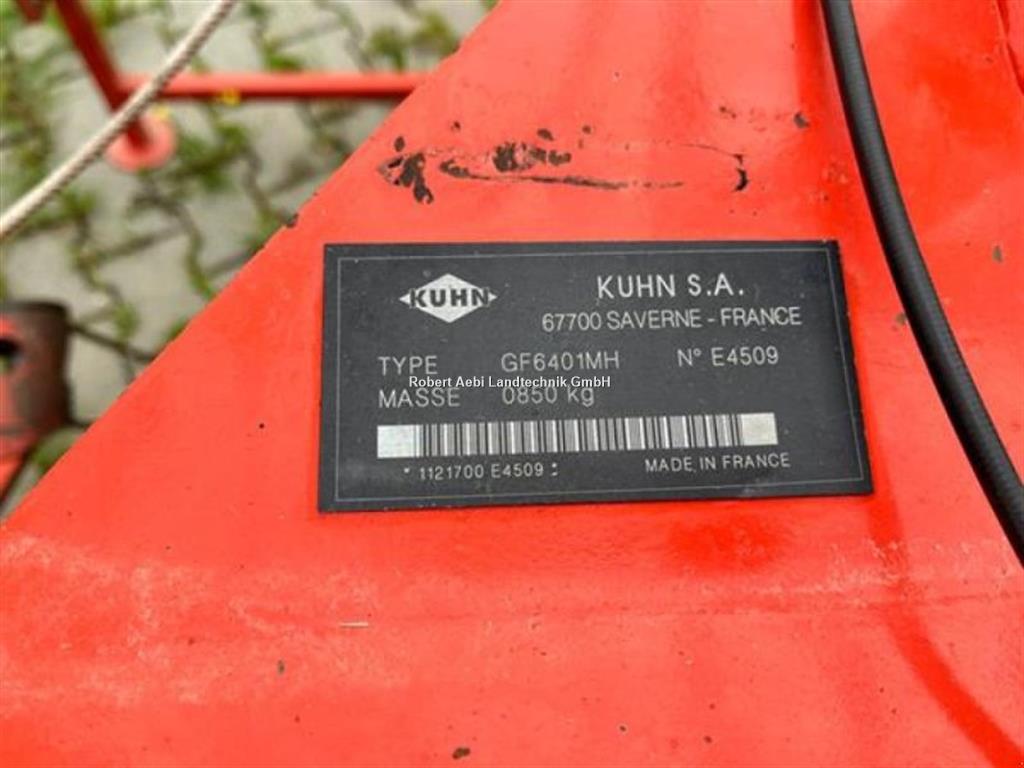 KUHN
KUHN S.A.
67700 SAVERNE - FRANCE
TYPE GF6401MH N° E4509
Robert Aebi Landtechnik GmbH
MASSE 0850 kg
* 1121700 E4509 *
MADE IN FRANCE